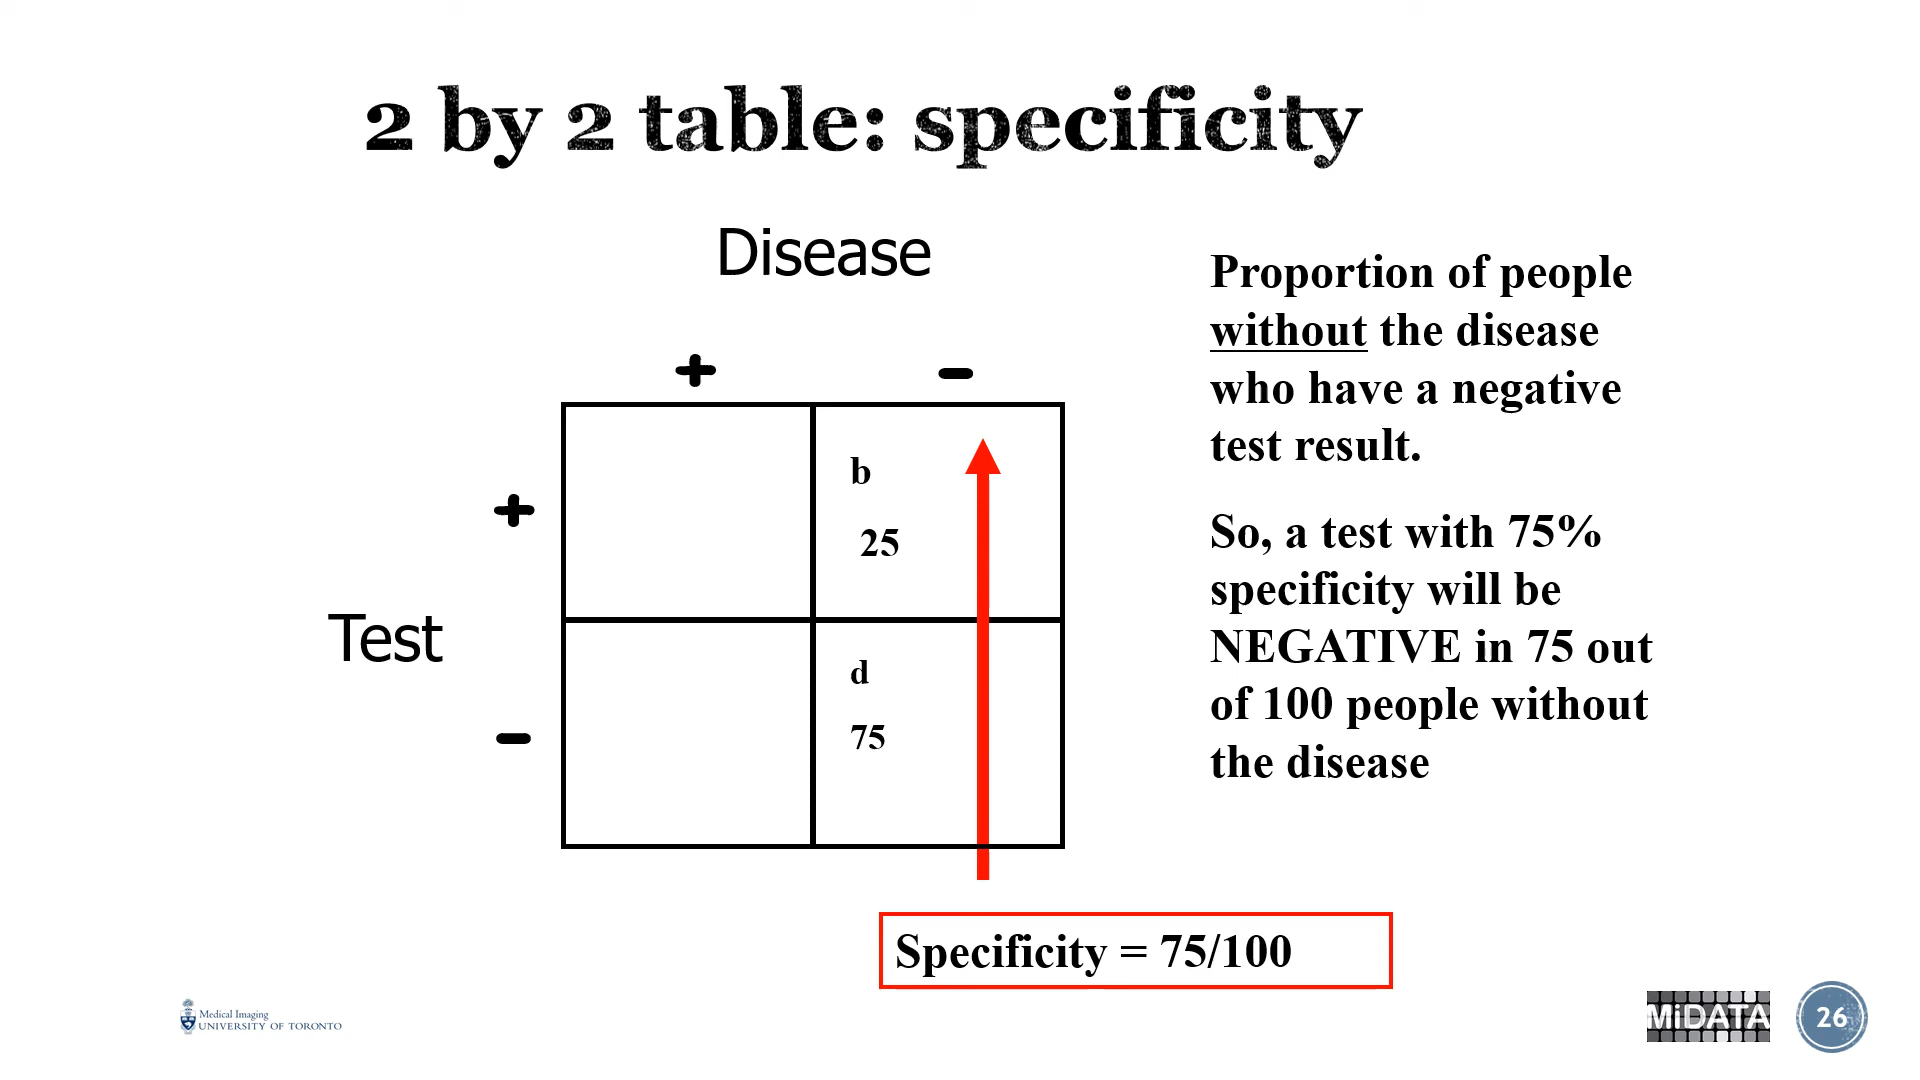 2 by 2 table: specificity
Disease
+ -
+
Test
-
b
25
d
75
Proportion of people
without the disease
who have a negative
test result.
So, a test with 75%
specificity will be
NEGATIVE in 75 out
of 100 people without
the disease
Specificity = 75/100
Medical Imaging
UNIVERSITY OF TORONTO
MiDATA
26